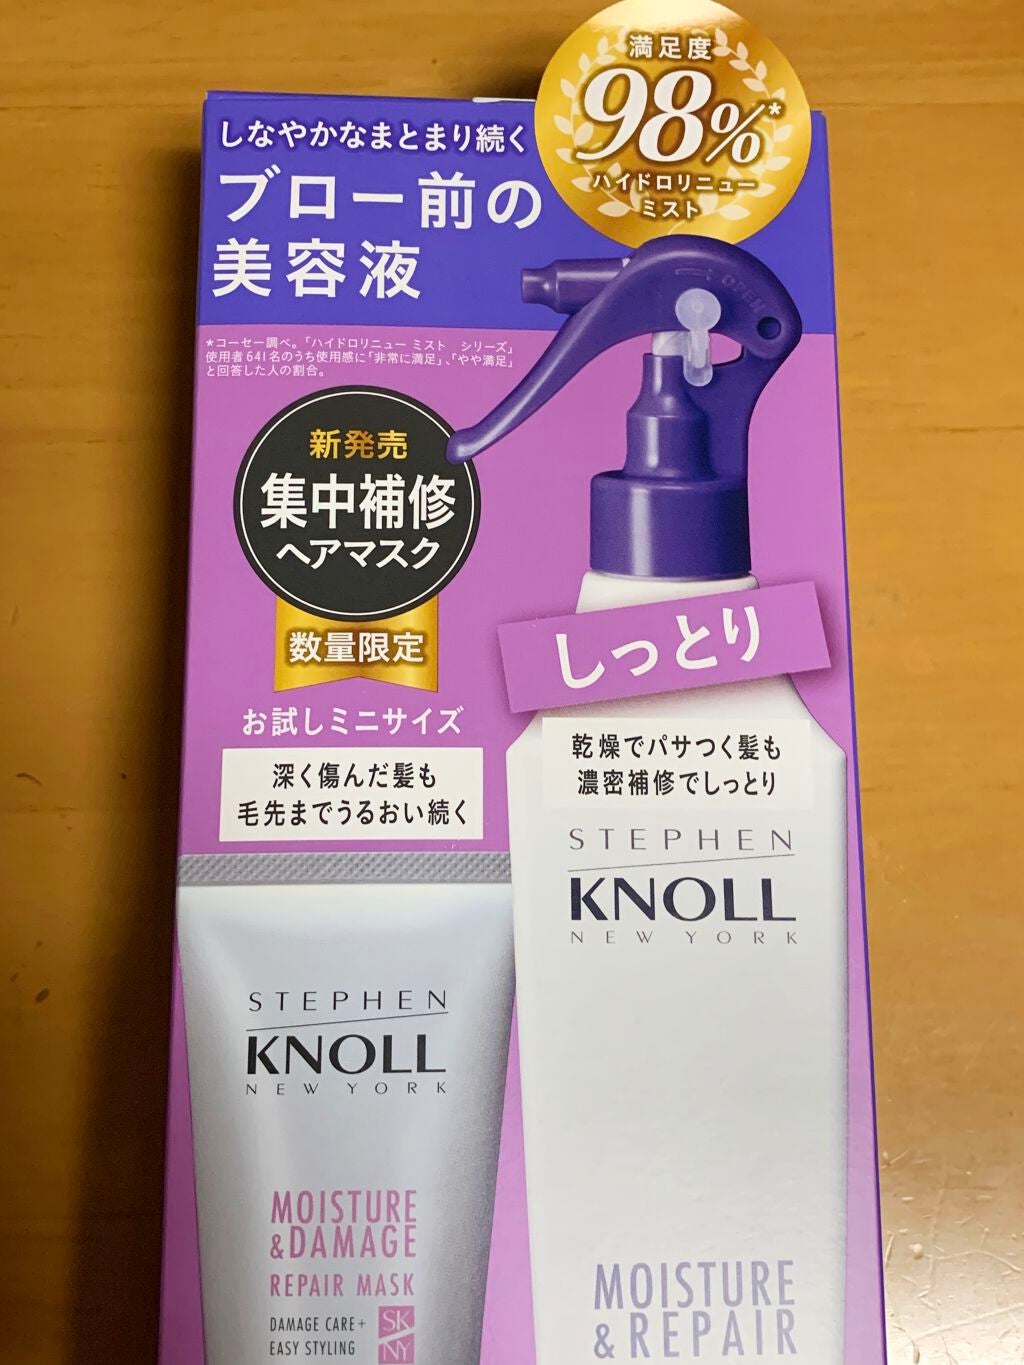 満足度
98%*
ハイドロリニュー
ミスト
しなやかなまとまり続く
ブロー前の
美容液
*コーセー調べ。「ハイドロリニュー ミスト シリーズ」
使用者641名のうち使用感に「非常に満足」、「やや満足」
と回答した人の割合。
OPEN
新発売
集中補修
ヘアマスク
数量限定
お試しミニサイズ
深く傷んだ髪も
毛先までうるおい続く
しっとり
乾燥でパサつく髪も
濃密補修でしっとり
STEPHEN
KNOLL
NEW YORK
STEPHEN
KNOLL
NEW YORK
MOISTURE
&DAMAGE
REPAIR MASK
DAMAGE CARE+
EASY STYLING
SK
NY
MOISTURE
&REPAIR